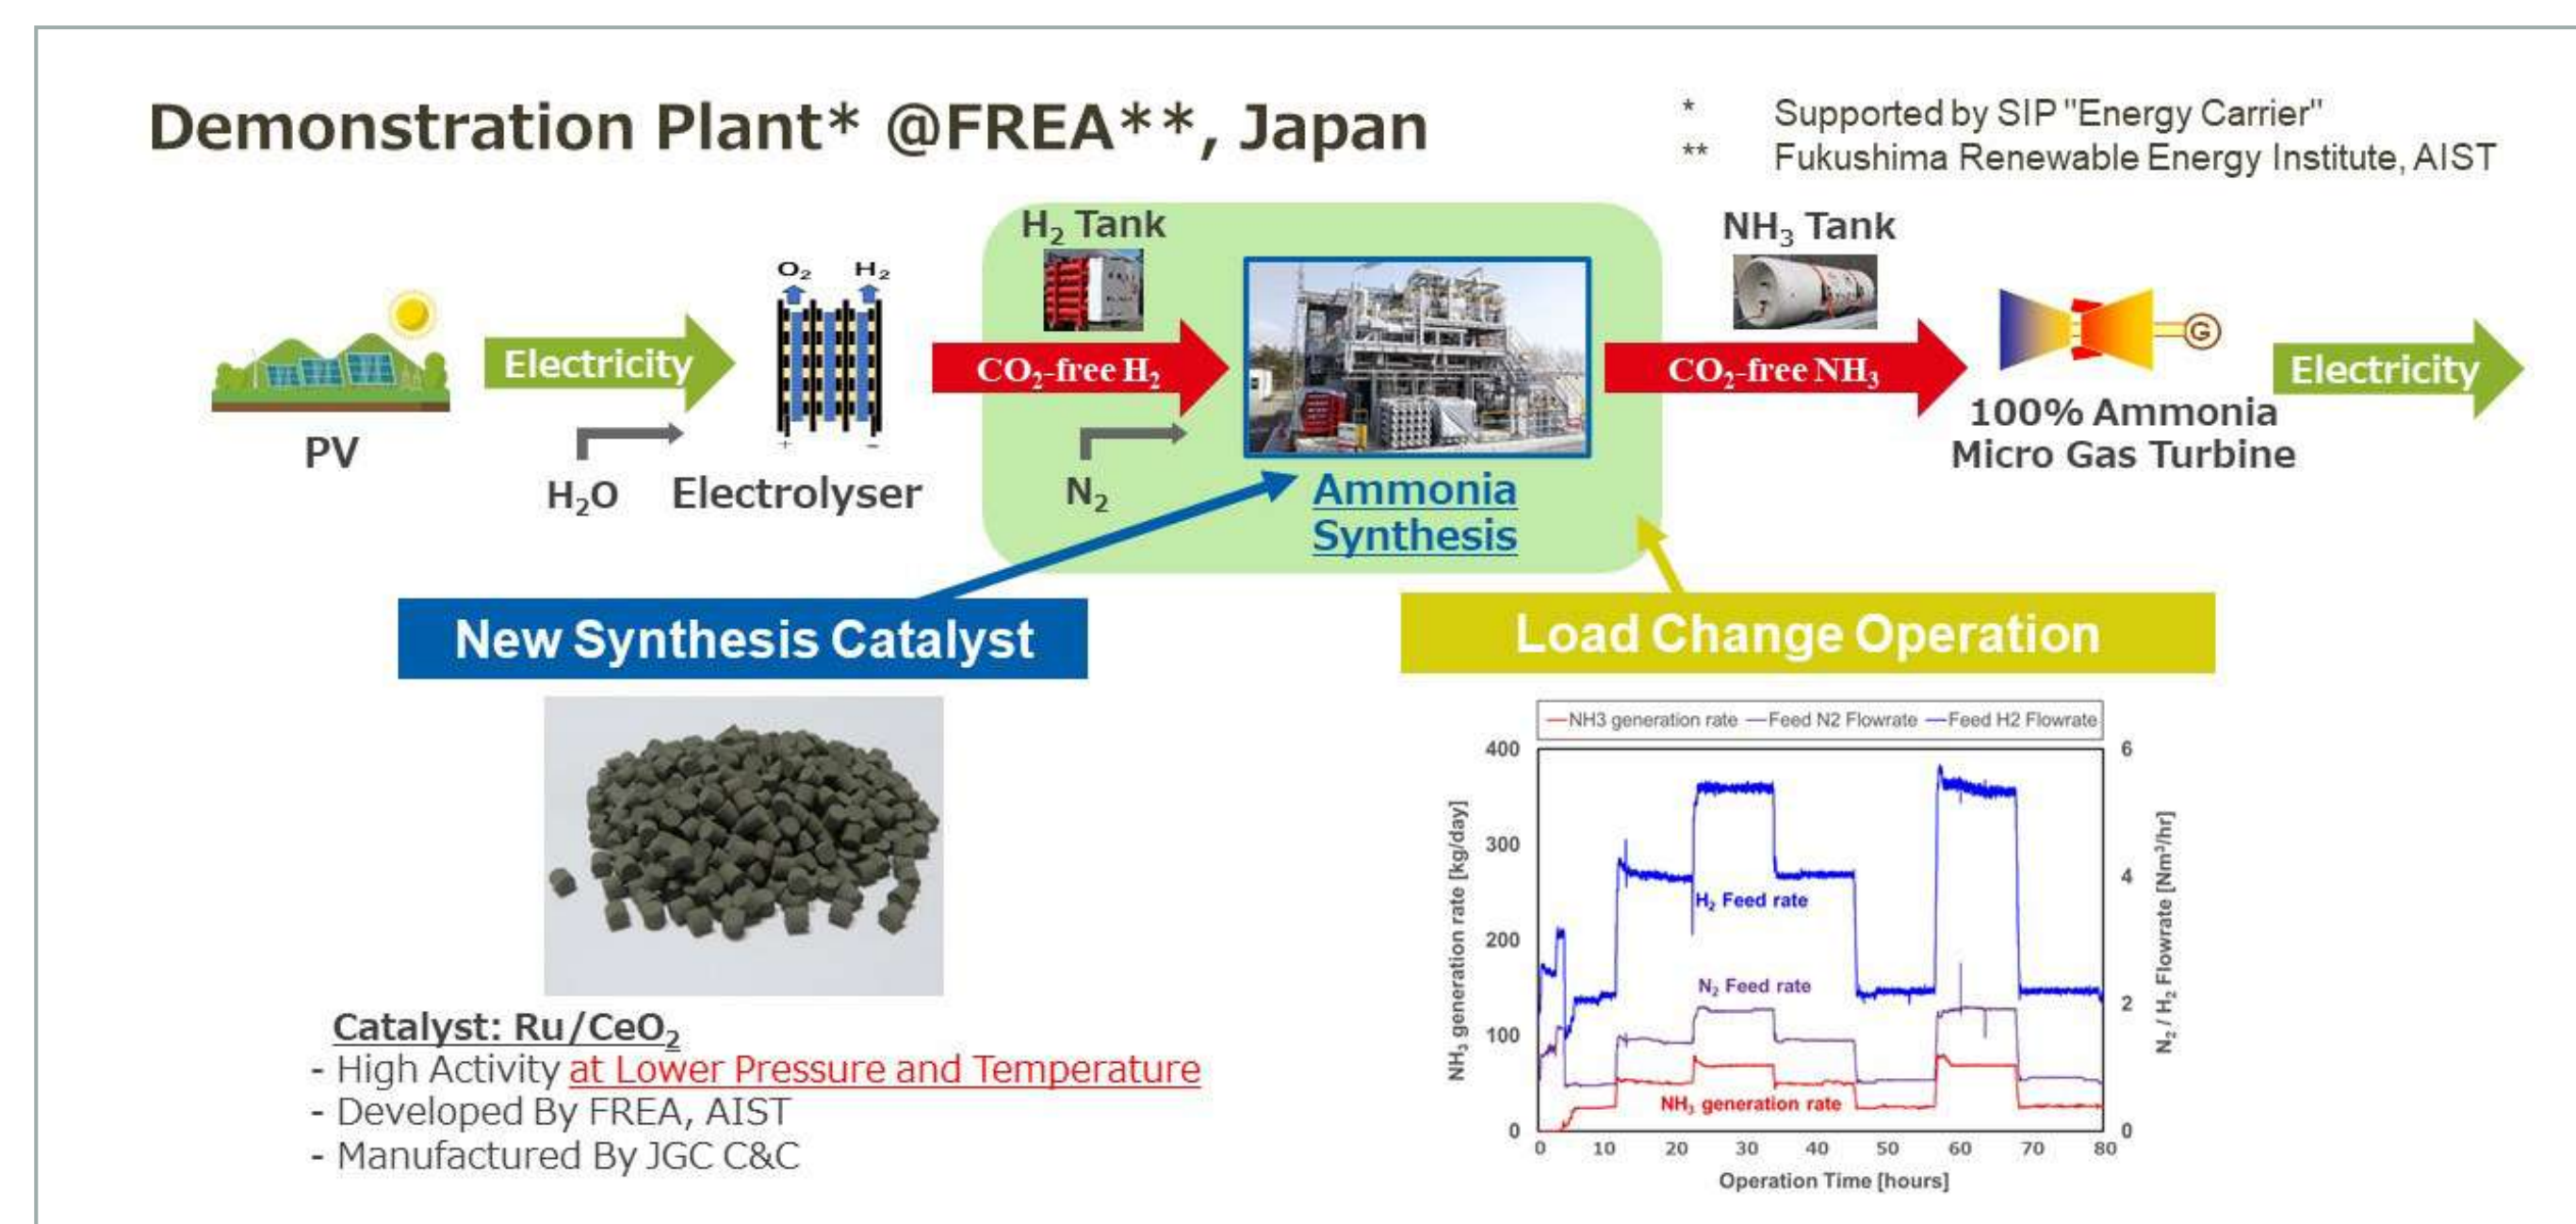 Demonstration Plant* @FREA**, Japan
* Supported by SIP "Energy Carrier"
** Fukushima Renewable Energy Institute, AIST
H₂ Tank
NH₃ Tank
O₂ H₂
G
Electricity
CO₂-free H₂
CO₂-free NH₃
Electricity
PV
+ -
100% Ammonia
Micro Gas Turbine
H₂O
Electrolyser
N₂
Ammonia
Synthesis
New Synthesis Catalyst
Load Change Operation
Catalyst: Ru/CeO₂
- High Activity at Lower Pressure and Temperature
- Developed By FREA, AIST
- Manufactured By JGC C&C
NH3 generation rate Feed N2 Flowrate Feed H2 Flowrate
NH₃ generation rate [kg/day]
400
300
200
100
0
H₂ Feed rate
N₂ Feed rate
NH₃ generation rate
6
4
2
0
N₂ / H₂ Flowrate [Nm³/hr]
0 10 20 30 40 50 60 70 80
Operation Time [hours]